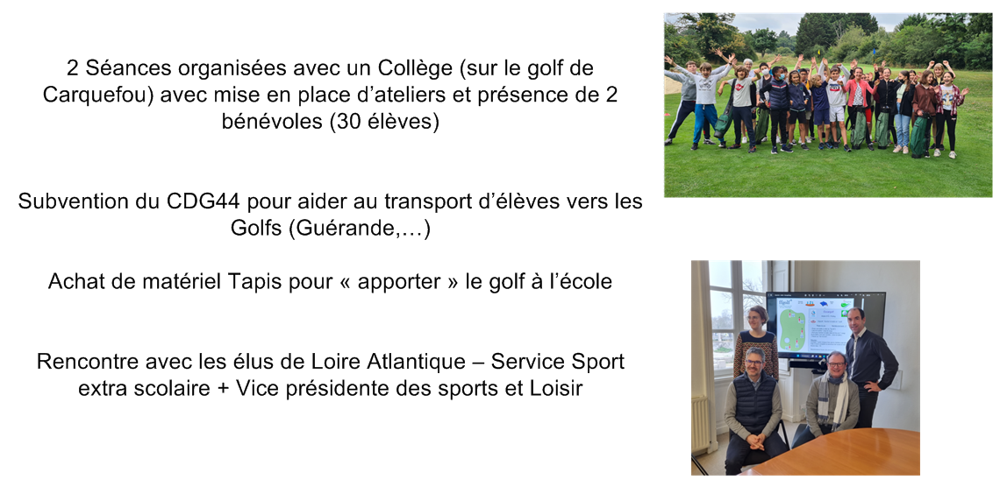 2 Séances organisées avec un Collège (sur le golf de
Carquefou) avec mise en place d’ateliers et présence de 2
bénévoles (30 élèves)
Subvention du CDG44 pour aider au transport d’élèves vers les
Golfs (Guérande,…)
Achat de matériel Tapis pour « apporter » le golf à l’école
Rencontre avec les élus de Loire Atlantique – Service Sport
extra scolaire + Vice présidente des sports et Loisir